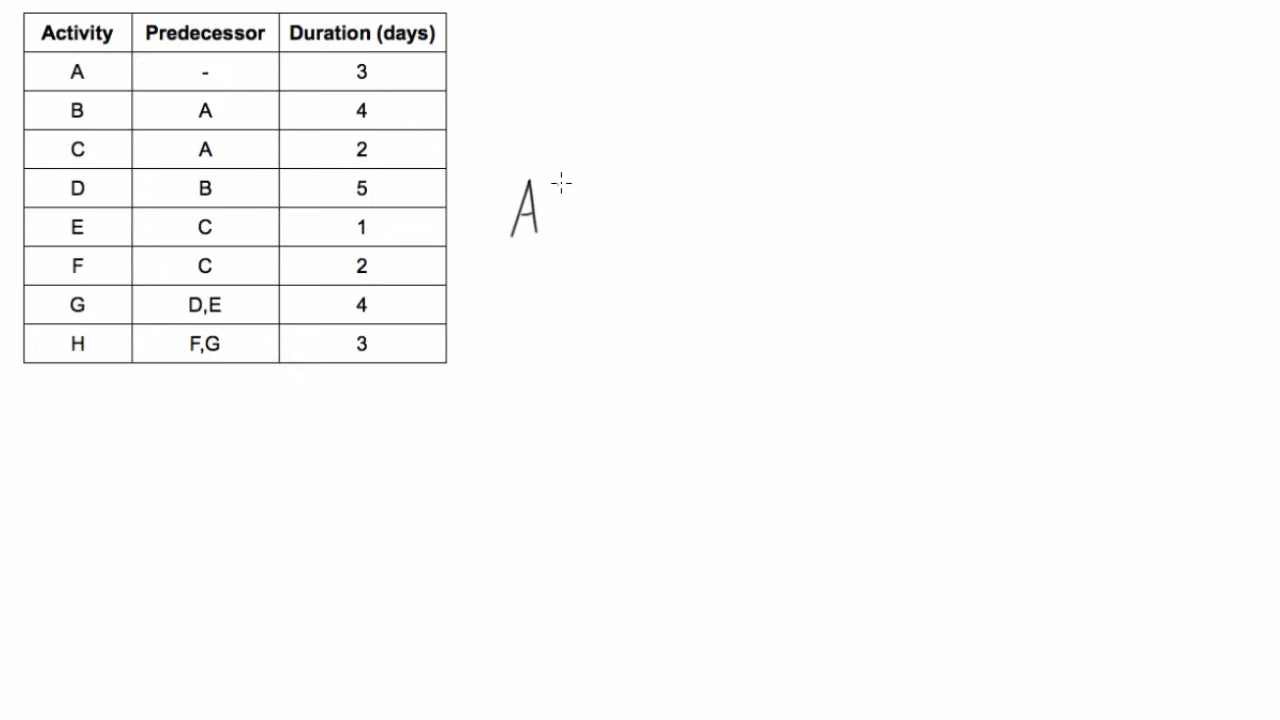 Activity Predecessor Duration (days)
A - 3
B A 4
C A 2
D B 5
E C 1
F C 2
G D,E 4
H F,G 3
A